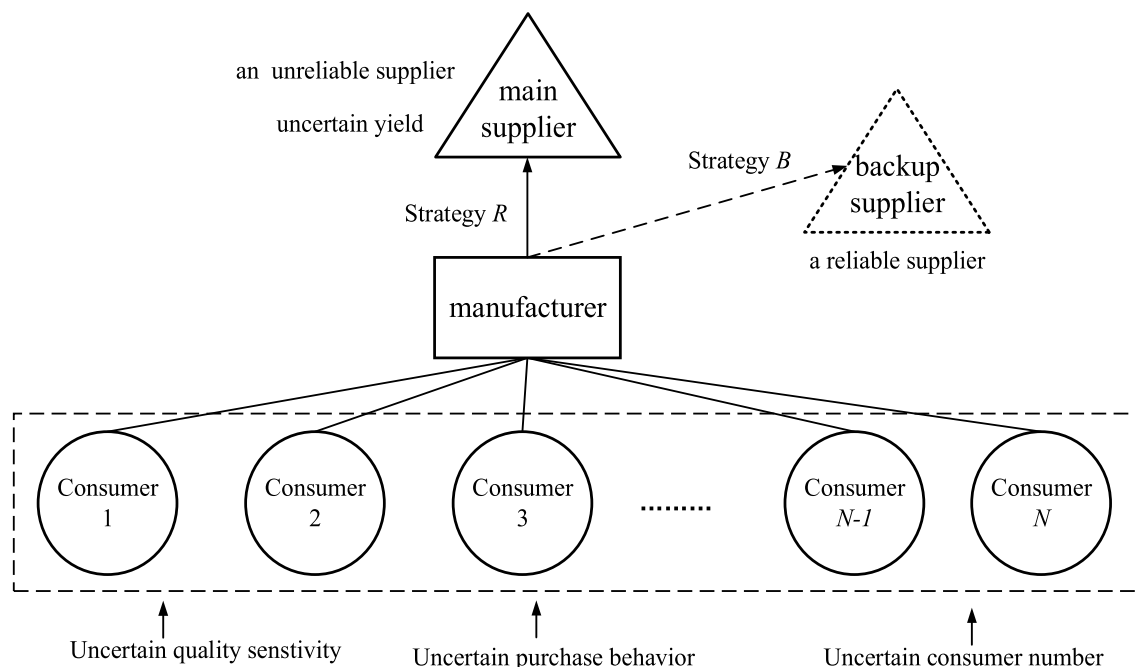 an unreliable supplier
uncertain yield
main
supplier
Strategy B
backup
supplier
a reliable supplier
Strategy R
manufacturer
Consumer
1
Consumer
2
Consumer
3
.........
Consumer
N-1
Consumer
N
Uncertain quality senstivity
Uncertain purchase behavior
Uncertain consumer number